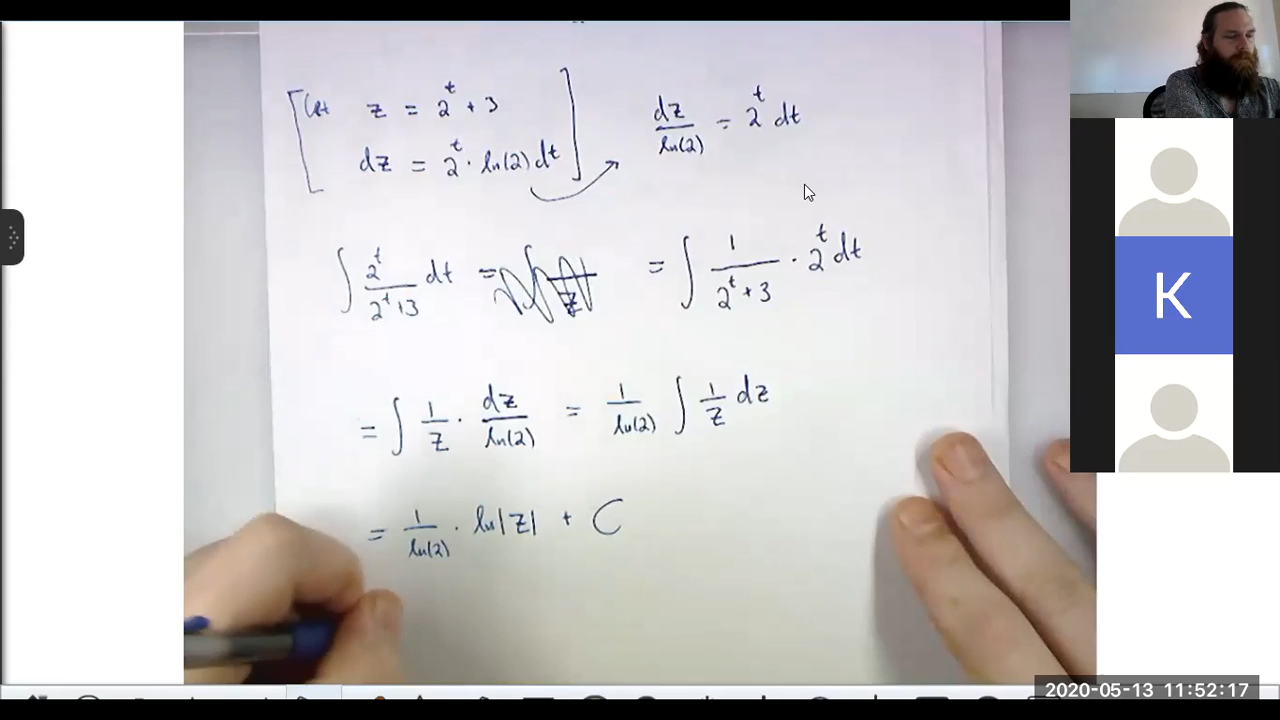 Let z = 2^t + 3
dz = 2^t · ln(2) dt
dz/ln(2) = 2^t dt
∫ 2^t/(2^t+3) dt = = ∫ 1/(2^t + 3) · 2^t dt
= ∫ 1/z · dz/ln(2) = 1/ln(2) ∫ 1/z dz
= 1/ln(2) · ln|z| + C
K
2020-05-13 11:52:17